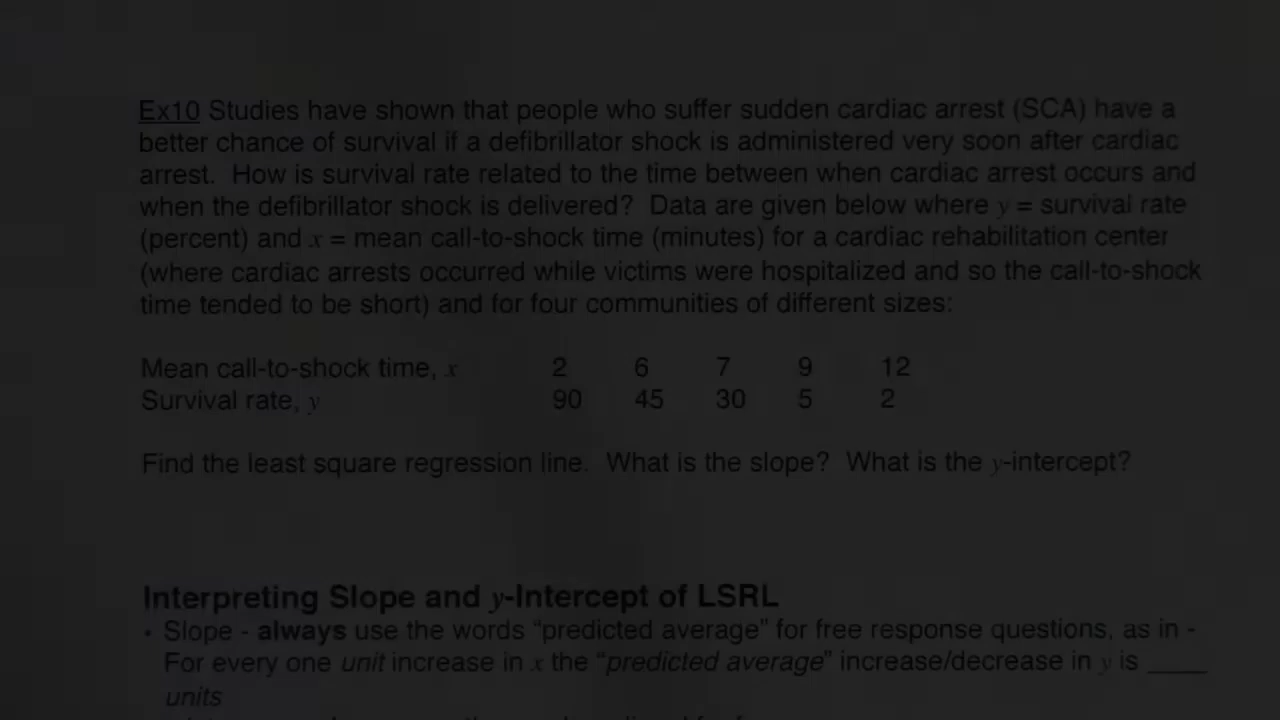 Ex10 Studies have shown that people who suffer sudden cardiac arrest (SCA) have a
better chance of survival if a defibrillator shock is administered very soon after cardiac
arrest. How is survival rate related to the time between when cardiac arrest occurs and
when the defibrillator shock is delivered? Data are given below where y = survival rate
(percent) and x = mean call-to-shock time (minutes) for a cardiac rehabilitation center
(where cardiac arrests occurred while victims were hospitalized and so the call-to-shock
time tended to be short) and for four communities of different sizes:
Mean call-to-shock time, x 2 6 7 9 12
Survival rate, y 90 45 30 5 2
Find the least square regression line. What is the slope? What is the y-intercept?
Interpreting Slope and y-Intercept of LSRL
• Slope - always use the words “predicted average” for free response questions, as in -
For every one unit increase in x the “predicted average” increase/decrease in y is ____
units